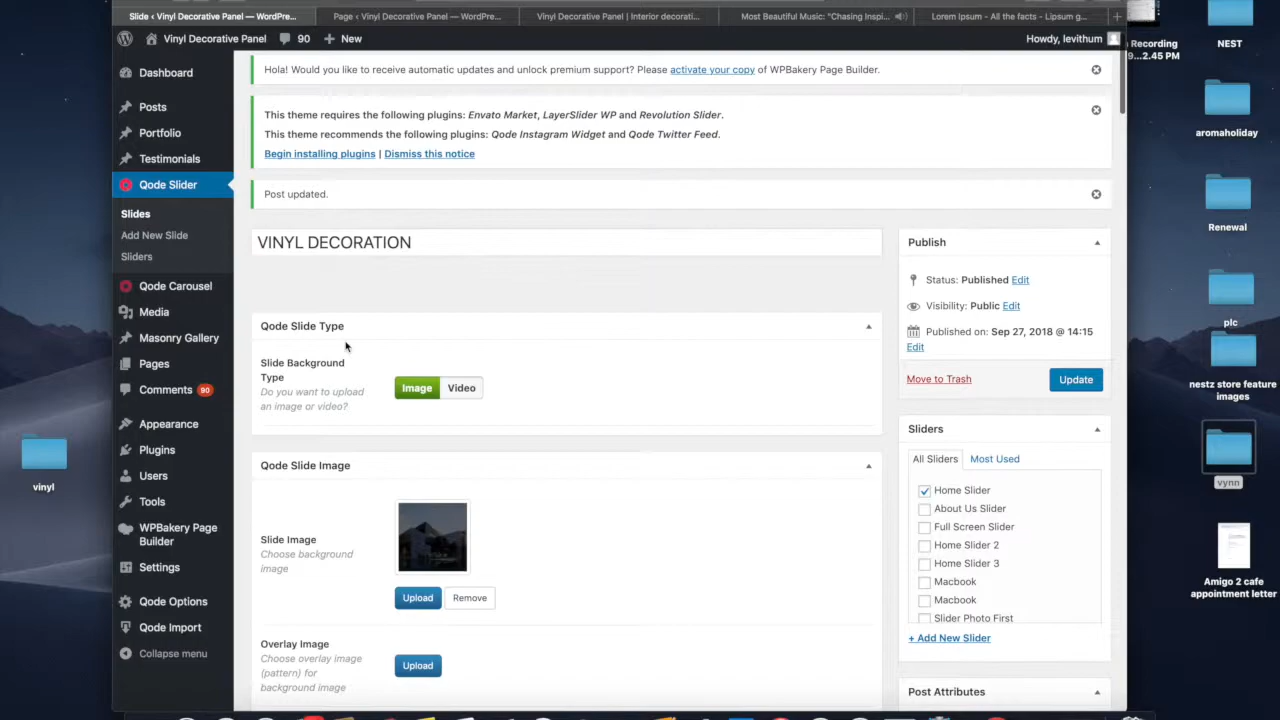 Slide ‹ Vinyl Decorative Panel — WordPre...
Page ‹ Vinyl Decorative Panel — WordPr...
Vinyl Decorative Panel | Interior decorati...
Most Beautiful Music: "Chasing Inspi...
Lorem Ipsum - All the facts - Lipsum g...
Vinyl Decorative Panel
90
New
Howdy, levithum
Dashboard
Posts
Portfolio
Testimonials
Qode Slider
Slides
Add New Slide
Sliders
Qode Carousel
Media
Masonry Gallery
Pages
Comments 90
Appearance
Plugins
Users
Tools
WPBakery Page
Builder
Settings
Qode Options
Qode Import
Collapse menu
Hola! Would you like to receive automatic updates and unlock premium support? Please activate your copy of WPBakery Page Builder.
This theme requires the following plugins: Envato Market, LayerSlider WP and Revolution Slider.
This theme recommends the following plugins: Qode Instagram Widget and Qode Twitter Feed.
Begin installing plugins | Dismiss this notice
Post updated.
VINYL DECORATION
Qode Slide Type
Slide Background
Type
Do you want to upload
an image or video?
Image Video
Qode Slide Image
Slide Image
Choose background
image
Upload Remove
Overlay Image
Choose overlay image
(pattern) for
background image
Upload
Publish
Status: Published Edit
Visibility: Public Edit
Published on: Sep 27, 2018 @ 14:15
Edit
Move to Trash
Update
Sliders
All Sliders Most Used
Home Slider
About Us Slider
Full Screen Slider
Home Slider 2
Home Slider 3
Macbook
Macbook
Slider Photo First
+ Add New Slider
Post Attributes
vinyl
Recording
9...2.45 PM
NEST
aromaholiday
Renewal
plc
nestz store feature
images
vynn
Amigo 2 cafe
appointment letter